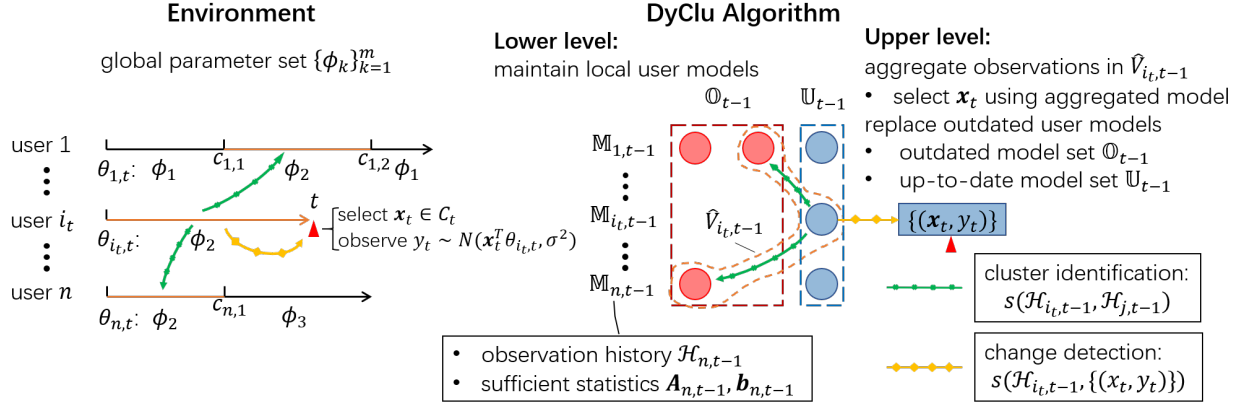 Environment
global parameter set {ϕ_k}_{k=1}^m
user 1
θ_{1,t}: ϕ_1
c_{1,1}
ϕ_2
c_{1,2} ϕ_1
user i_t
θ_{i_t,t}:
ϕ_2
t
select x_t ∈ C_t
observe y_t ~ N(x_t^T θ_{i_t,t}, σ^2)
user n
θ_{n,t}: ϕ_2
c_{n,1}
ϕ_3
DyClu Algorithm
Lower level:
maintain local user models
𝕆_{t−1} 𝕌_{t−1}
𝕄_{1,t−1}
𝕄_{i_t,t−1}
V̂_{i_t,t−1}
𝕄_{n,t−1}
• observation history ℋ_{n,t−1}
• sufficient statistics A_{n,t−1}, b_{n,t−1}
Upper level:
aggregate observations in V̂_{i_t,t−1}
• select x_t using aggregated model
replace outdated user models
• outdated model set 𝕆_{t−1}
• up-to-date model set 𝕌_{t−1}
{(x_t, y_t)}
cluster identification:
s(ℋ_{i_t,t−1}, ℋ_{j,t−1})
change detection:
s(ℋ_{i_t,t−1}, {(x_t, y_t)})